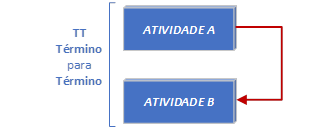 TT
Término
para
Término
ATIVIDADE A
ATIVIDADE B